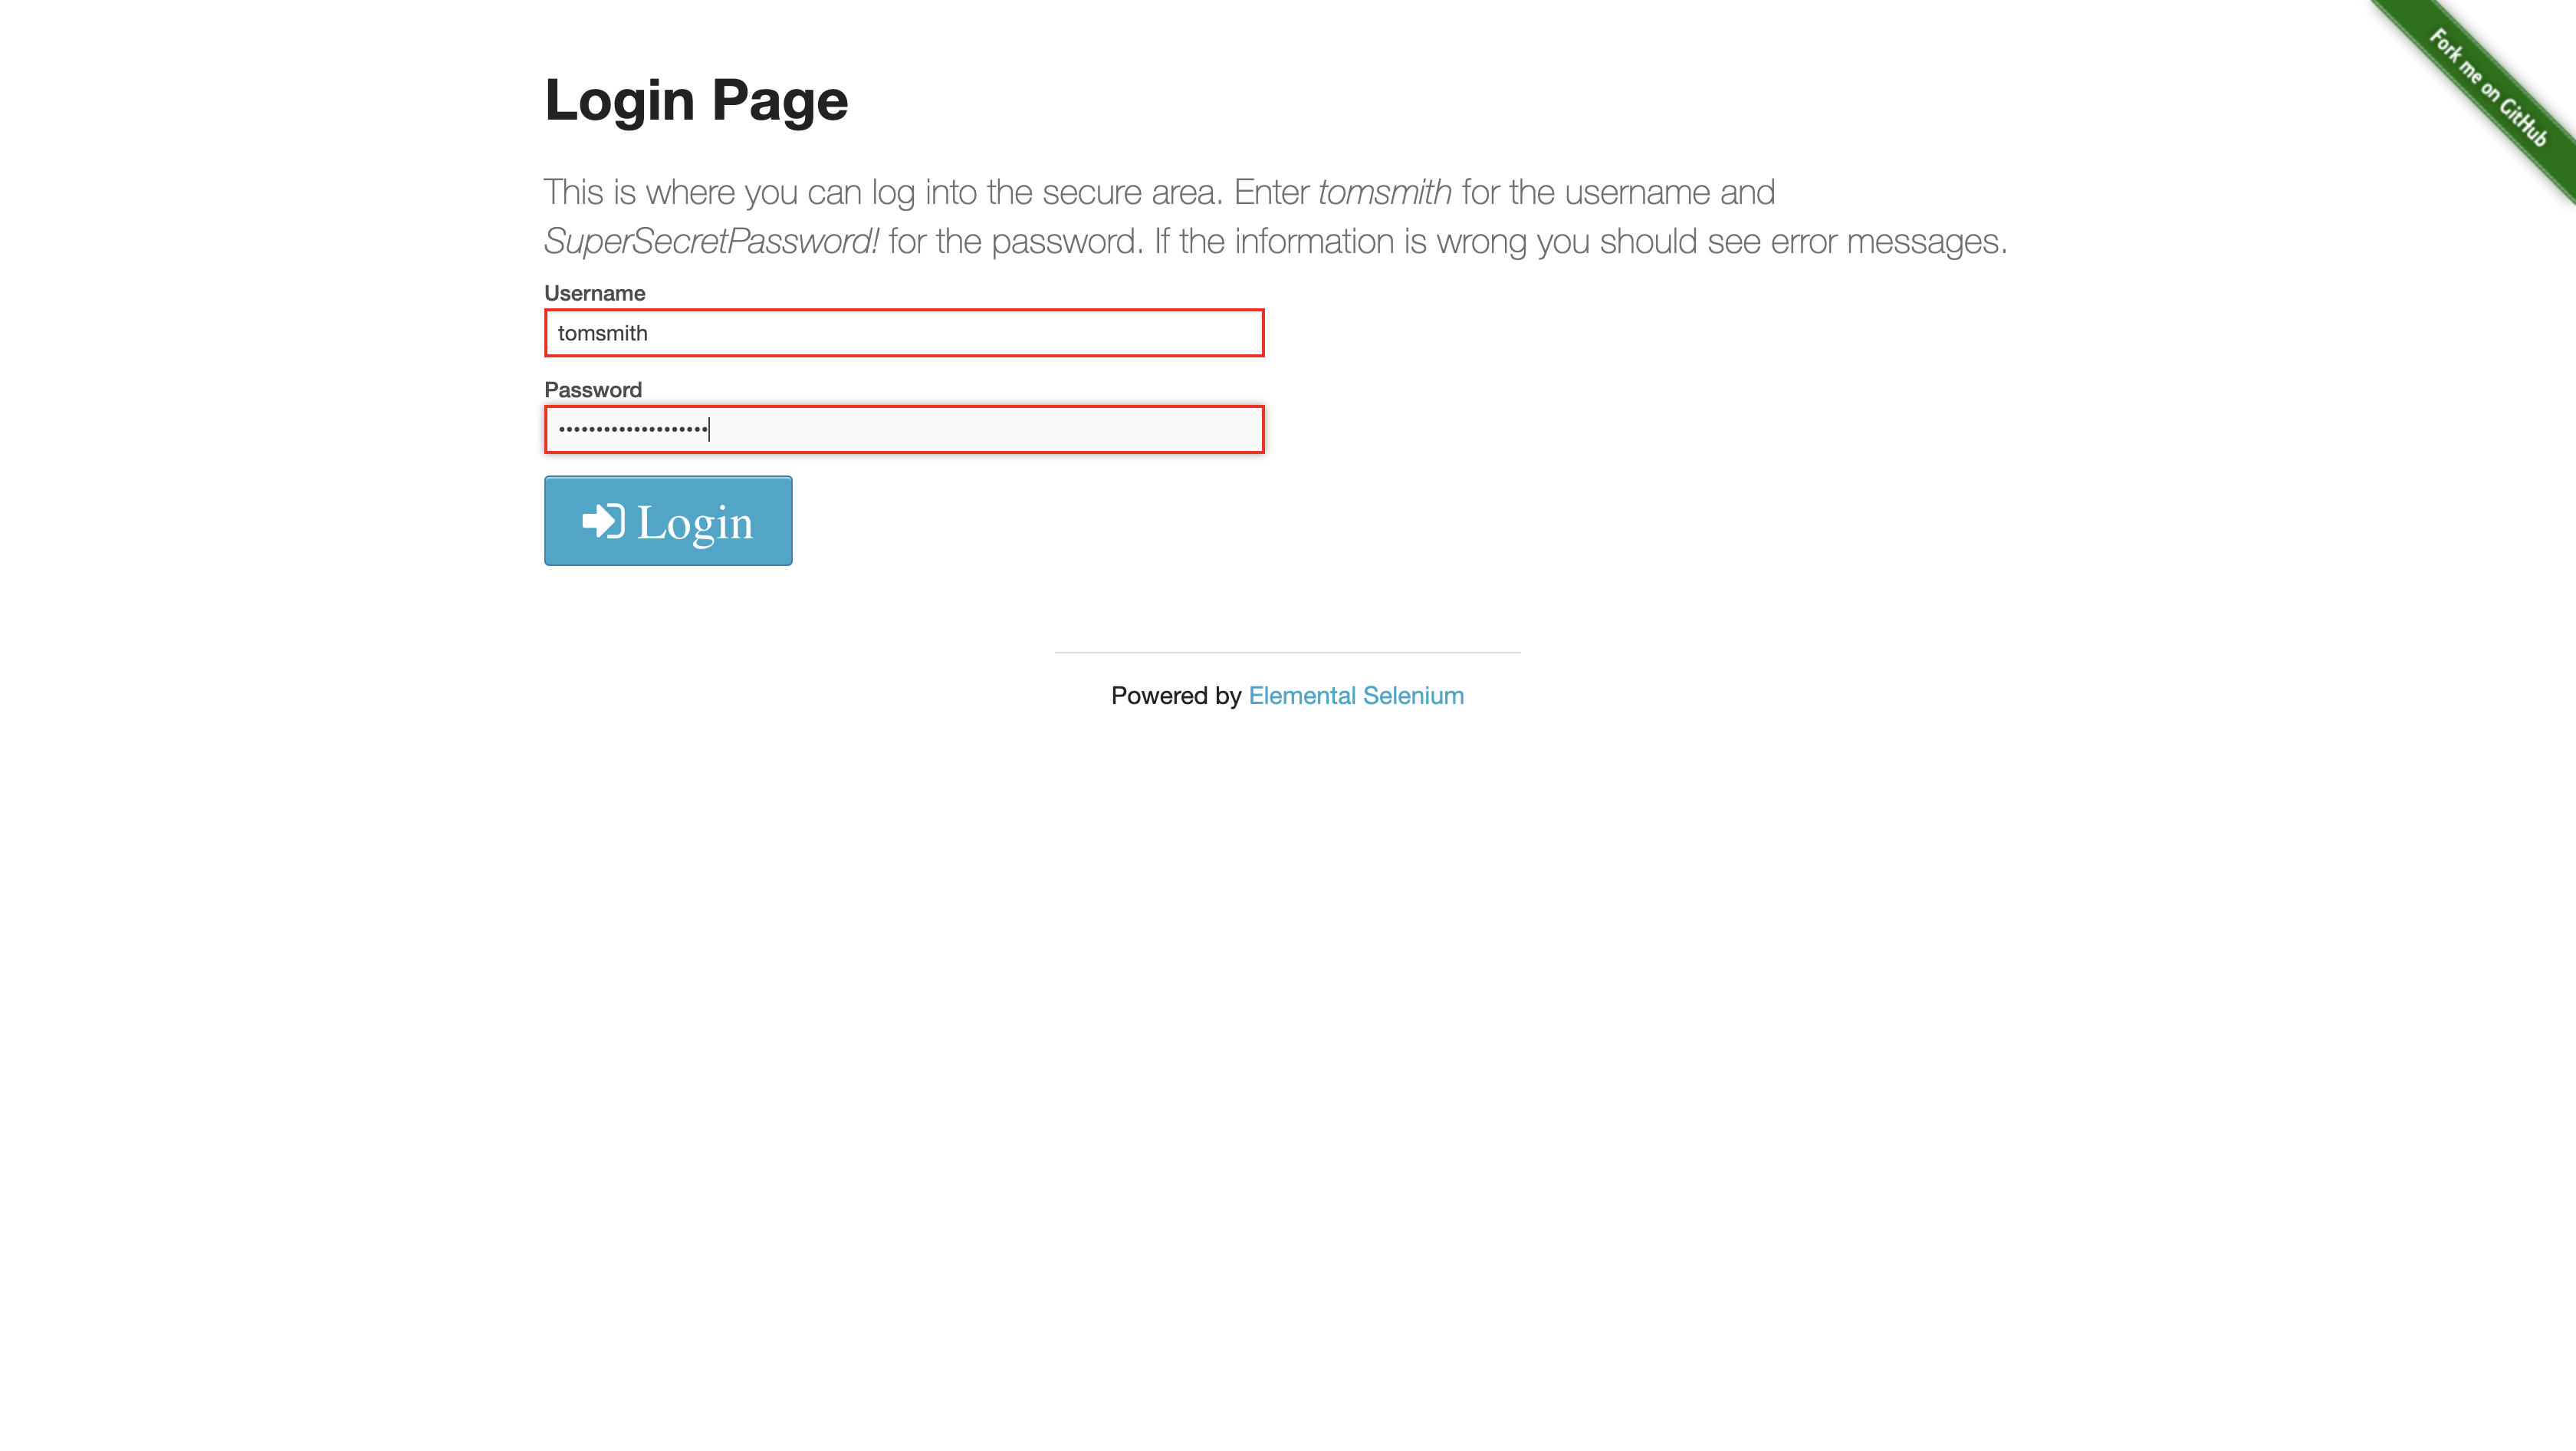 Fork me on GitHub
Login Page
This is where you can log into the secure area. Enter tomsmith for the username and
SuperSecretPassword! for the password. If the information is wrong you should see error messages.
Username
tomsmith
Password
••••••••••••••••••••
Login
Powered by Elemental Selenium